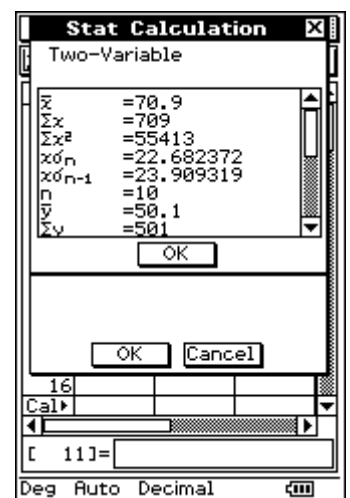 Stat Calculation
Two-Variable
x̄ =70.9
Σx =709
Σx² =55413
xσn =22.682372
xσn-1 =23.909319
n =10
ȳ =50.1
Σy =501
OK
OK Cancel
16
Cal▶
[ 11]=
Deg Auto Decimal